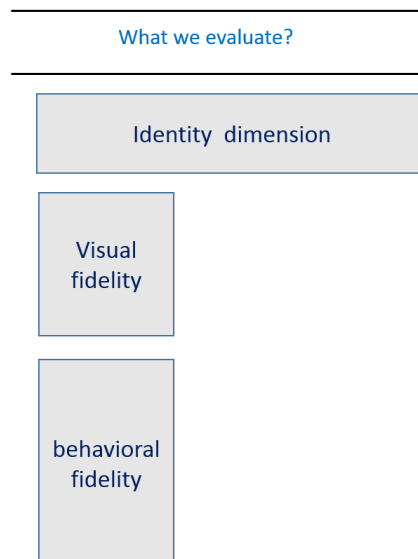 What we evaluate?
Identity dimension
Visual
fidelity
behavioral
fidelity